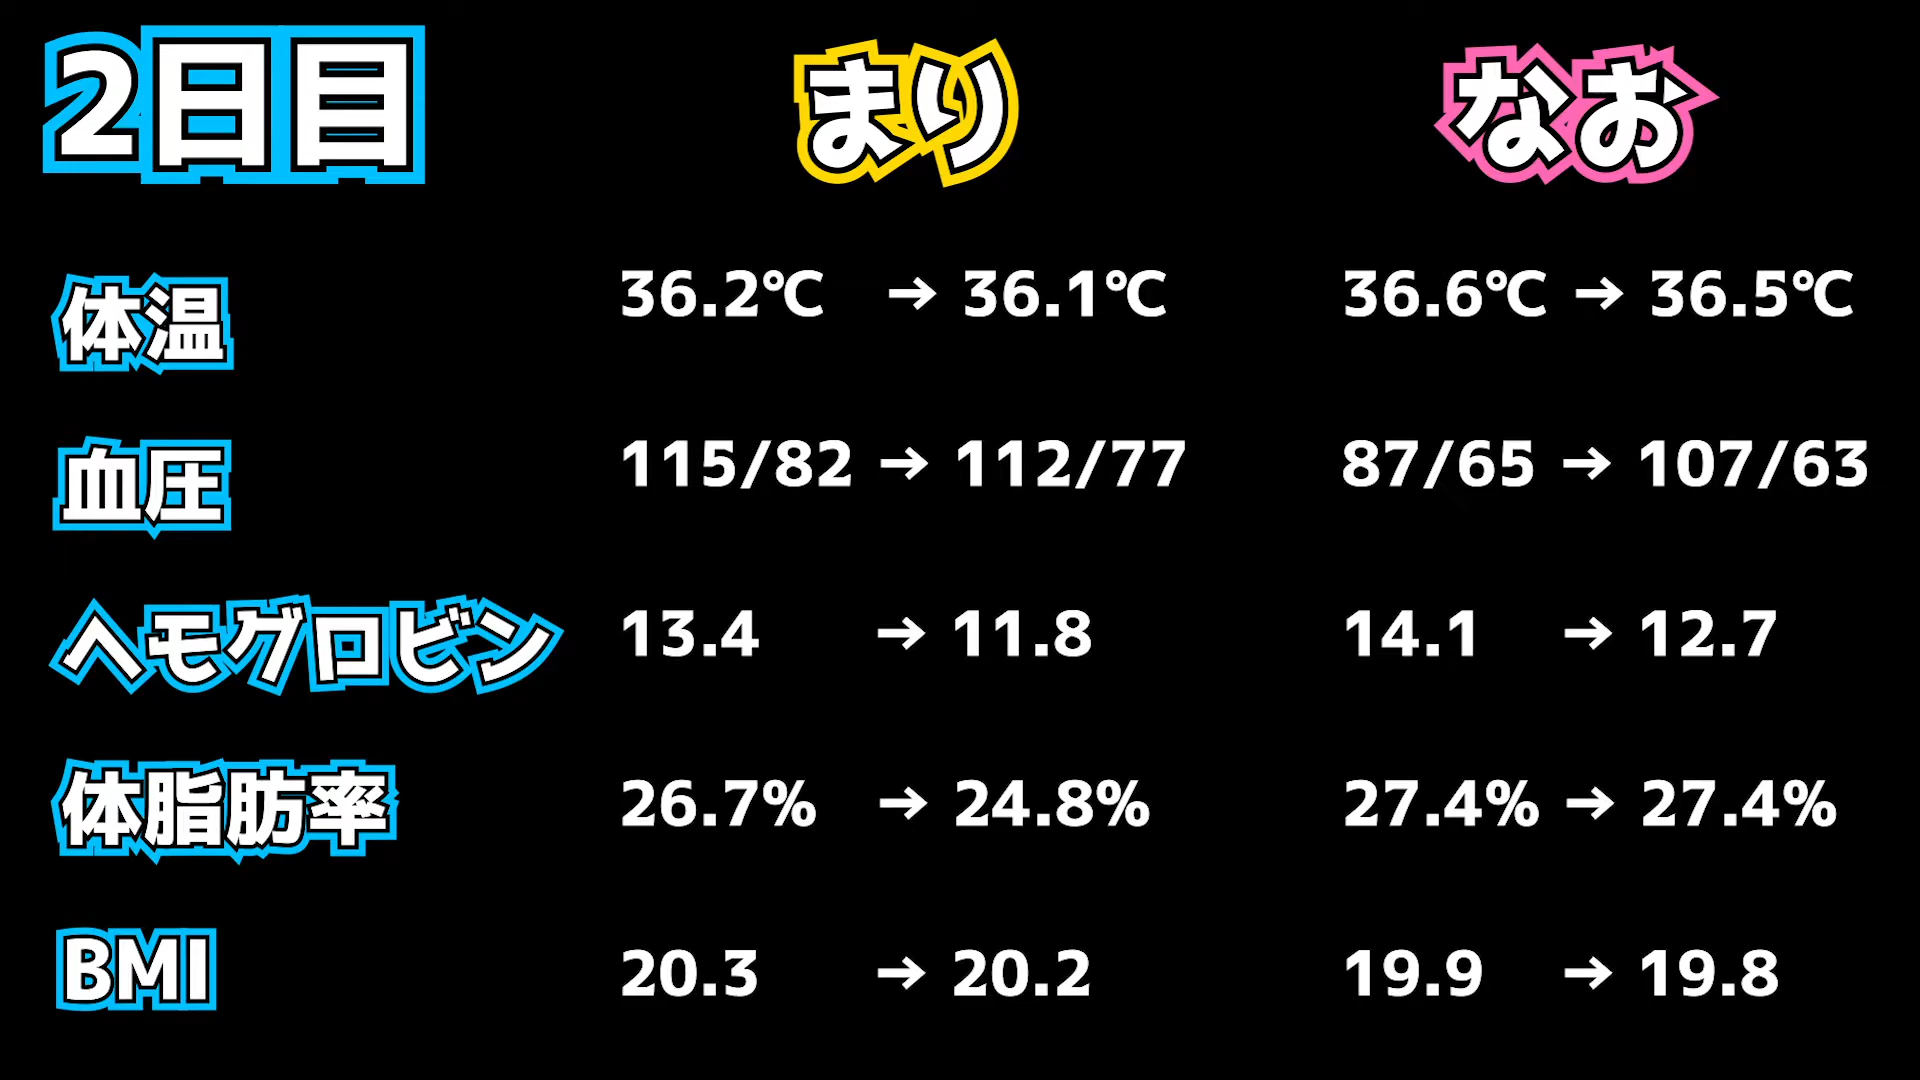 2日目 まり なお
体温 36.2℃ → 36.1℃ 36.6℃ → 36.5℃
血圧 115/82 → 112/77 87/65 → 107/63
ヘモグロビン 13.4 → 11.8 14.1 → 12.7
体脂肪率 26.7% → 24.8% 27.4% → 27.4%
BMI 20.3 → 20.2 19.9 → 19.8